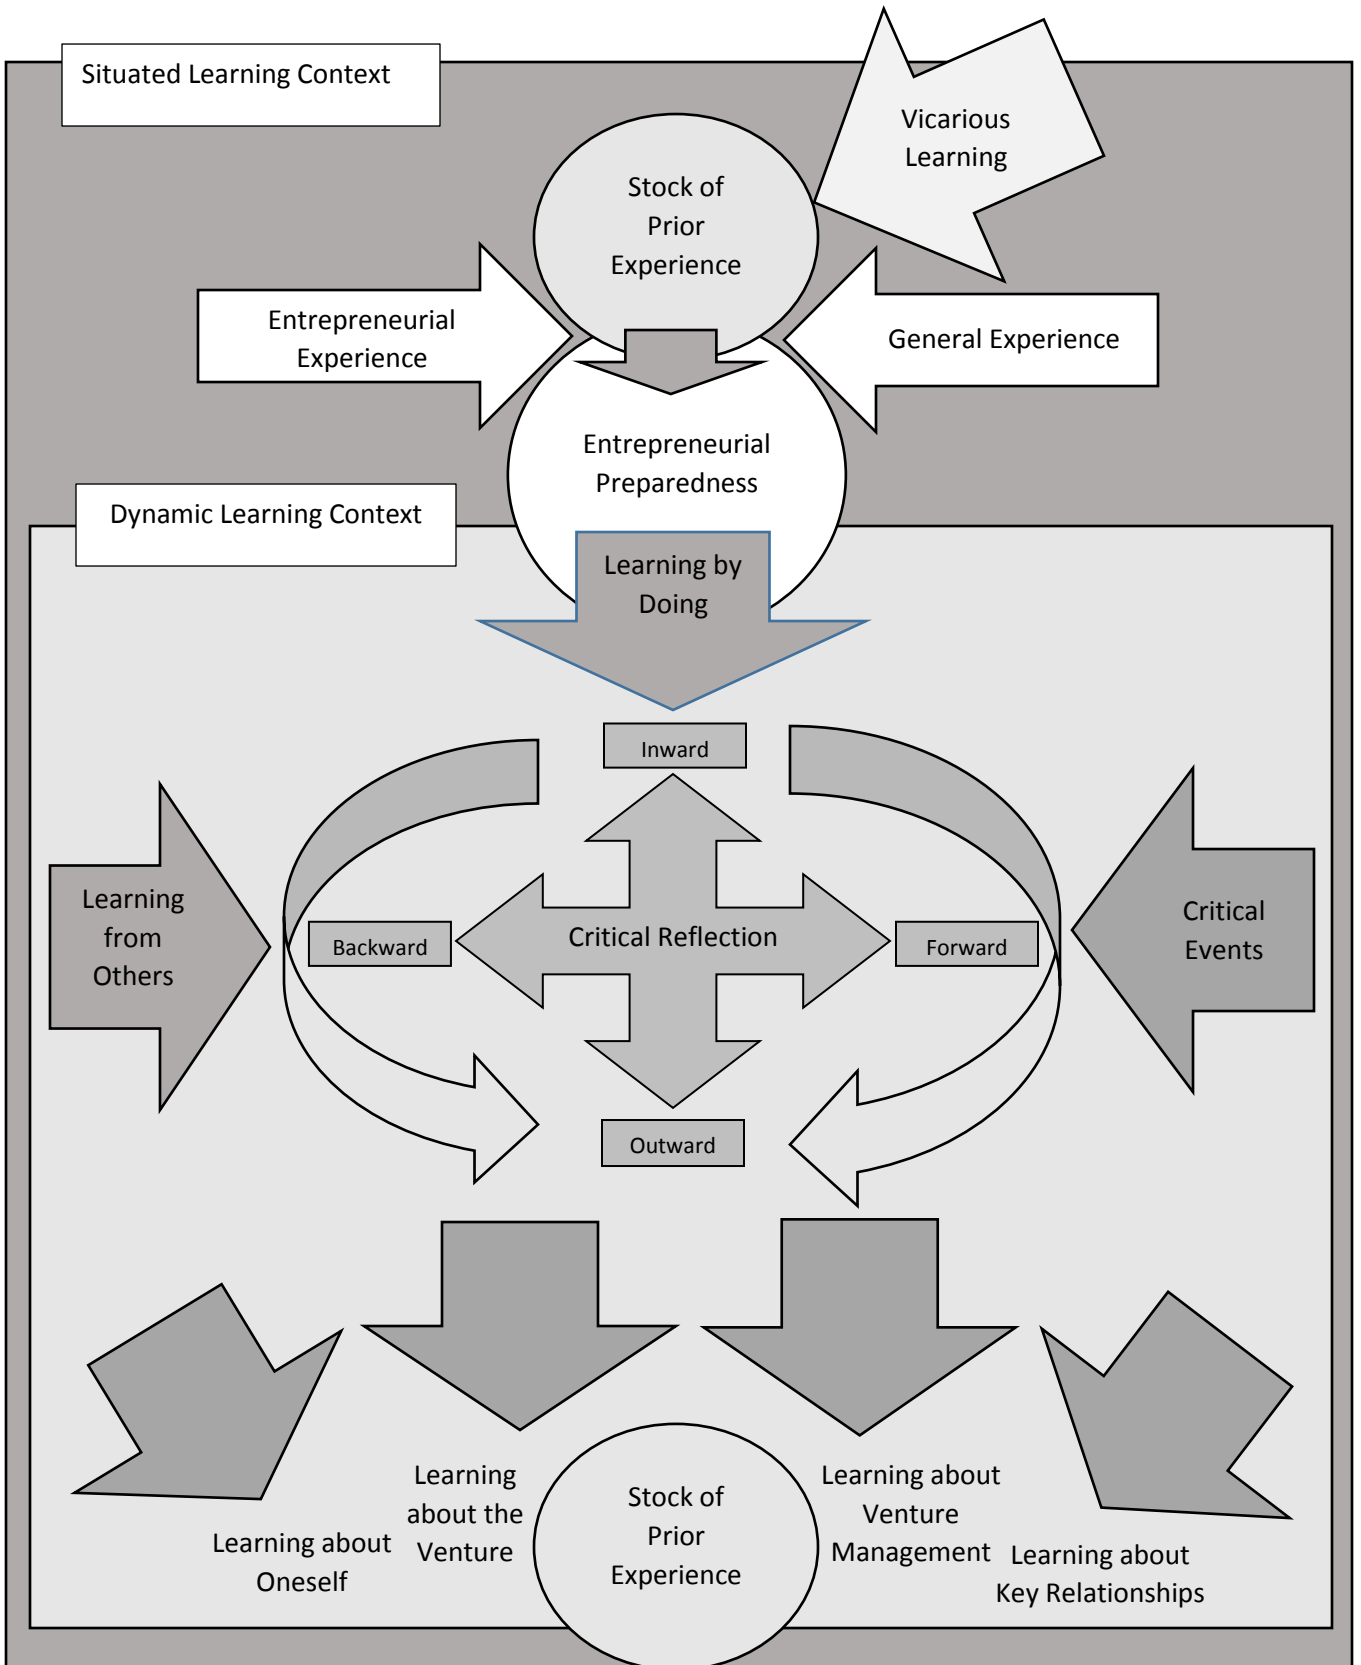 Situated Learning Context
Vicarious
Learning
Stock of
Prior
Experience
Entrepreneurial
Experience
General Experience
Entrepreneurial
Preparedness
Dynamic Learning Context
Learning by
Doing
Inward
Learning
from
Others
Backward
Critical Reflection
Forward
Critical
Events
Outward
Learning about
Oneself
Learning
about the
Venture
Stock of
Prior
Experience
Learning about
Venture
Management
Learning about
Key Relationships